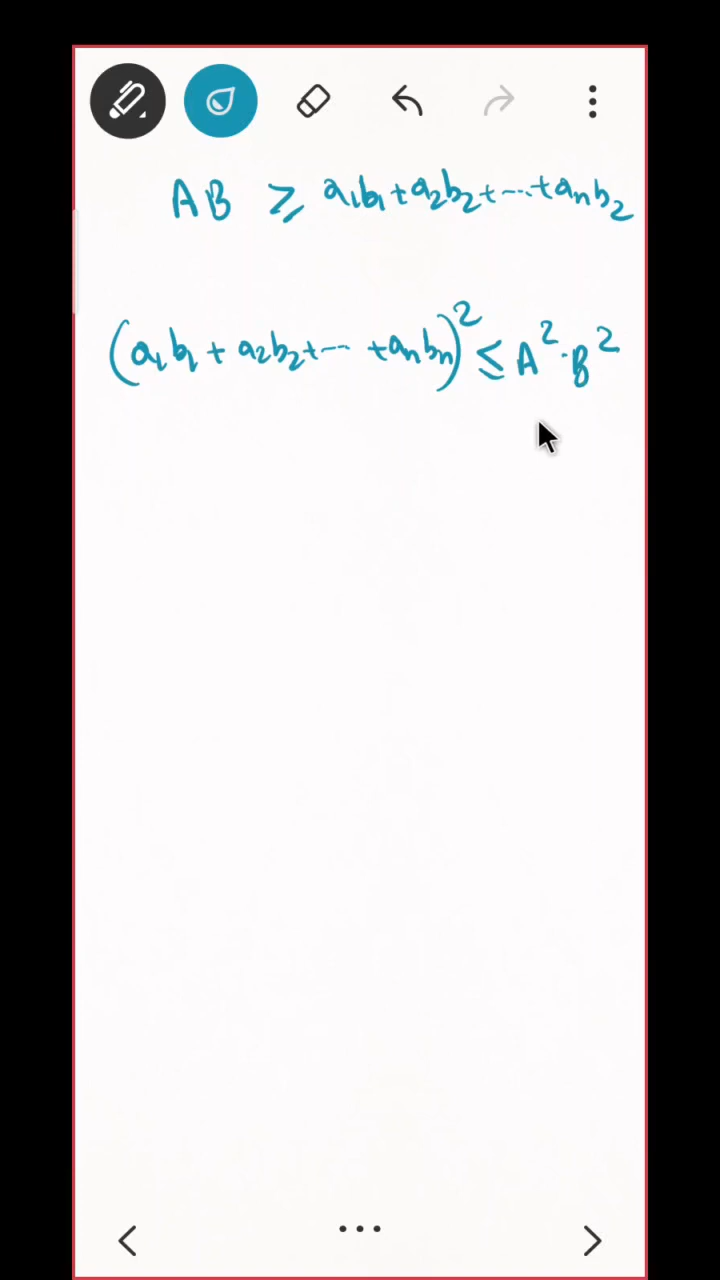 AB ≥ a₁b₁+a₂b₂+---.+aₙb₂
(a₁b₁ + a₂b₂+--- +aₙbₙ)² ≤ A²·B²